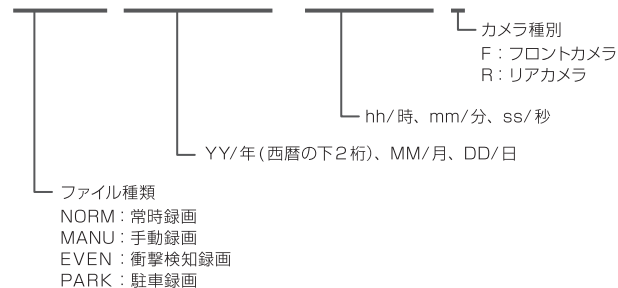 カメラ種別
F：フロントカメラ
R：リアカメラ
hh/時、mm/分、ss/秒
YY/年(西暦の下2桁)、MM/月、DD/日
ファイル種類
NORM：常時録画
MANU：手動録画
EVEN：衝撃検知録画
PARK：駐車録画